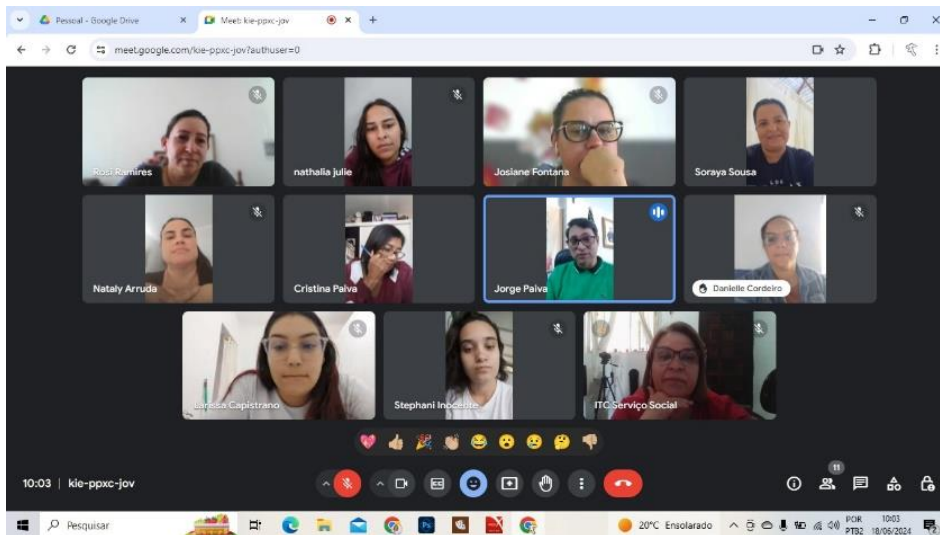 Pessoal - Google Drive
Meet: kie-ppxc-jov
meet.google.com/kie-ppxc-jov?authuser=0
Rosi Ramires
nathalia julie
Josiane Fontana
Soraya Sousa
Nataly Arruda
Cristina Paiva
Jorge Paiva
Danielle Cordeiro
Larissa Capistrano
Stephani Inocente
ITC Serviço Social
11
10:03 | kie-ppxc-jov
Pesquisar
20°C Ensolarado
POR
PTB2
10:03
18/06/2024